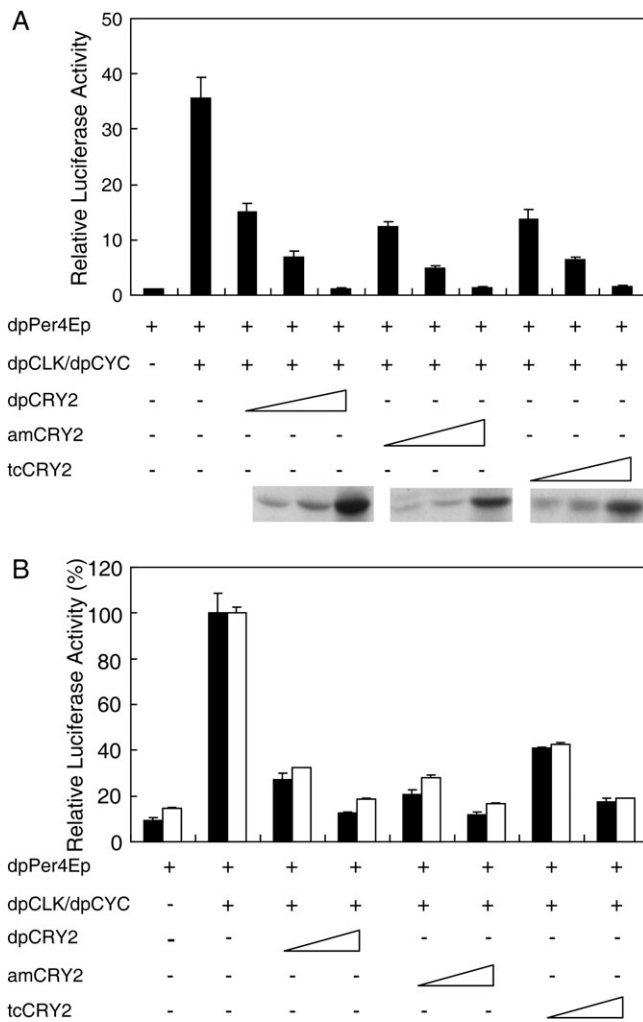 A
50
40
30
20
10
0
Relative Luciferase Activity
dpPer4Ep + + + + + + + + + + +
dpCLK/dpCYC - + + + + + + + + + +
dpCRY2 - - - - - - - -
amCRY2 - - - - - - - -
tcCRY2 - - - - - - - -
B
120
100
80
60
40
20
0
Relative Luciferase Activity (%)
dpPer4Ep + + + + + + + +
dpCLK/dpCYC - + + + + + + +
dpCRY2 - - - - - -
amCRY2 - - - - - -
tcCRY2 - - - - - -